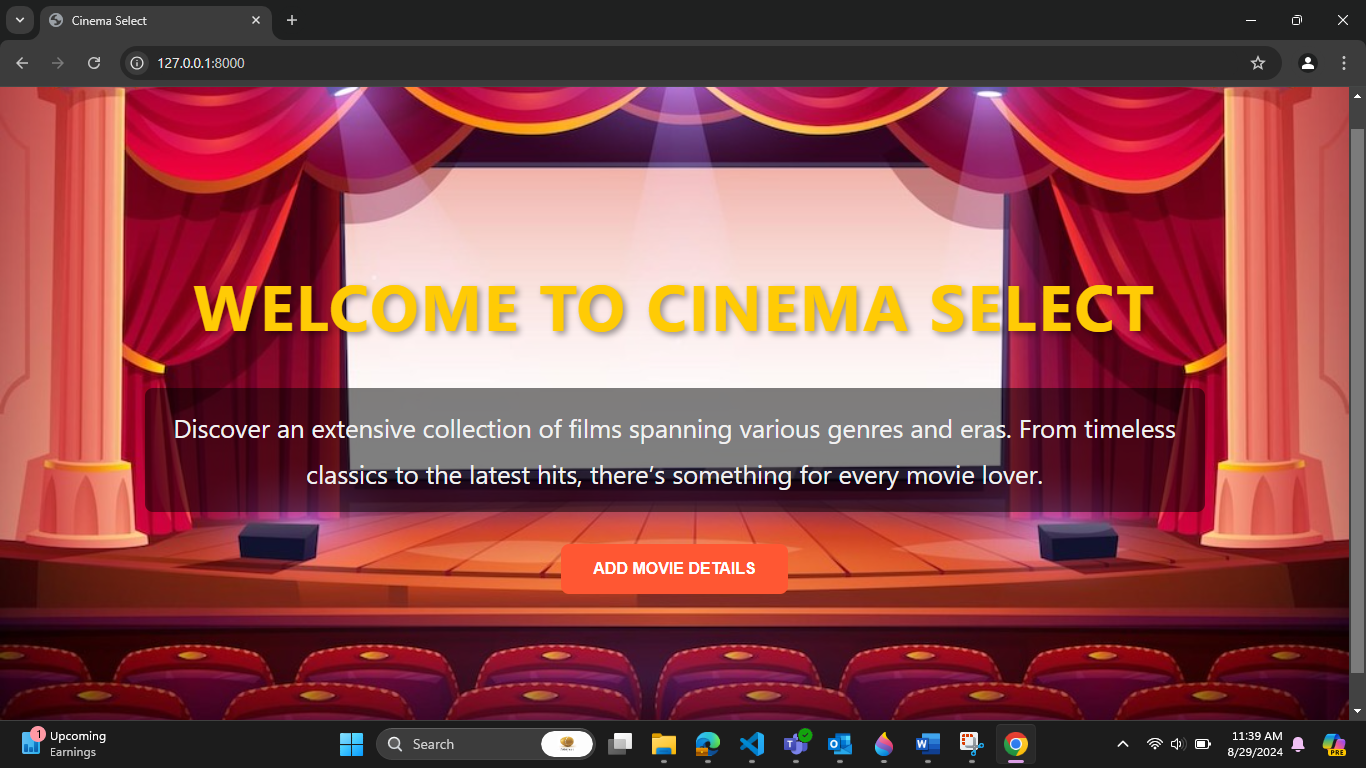 Cinema Select
127.0.0.1:8000
WELCOME TO CINEMA SELECT
Discover an extensive collection of films spanning various genres and eras. From timeless
classics to the latest hits, there’s something for every movie lover.
ADD MOVIE DETAILS
1
Upcoming
Earnings
Search
11:39 AM
8/29/2024
PRE